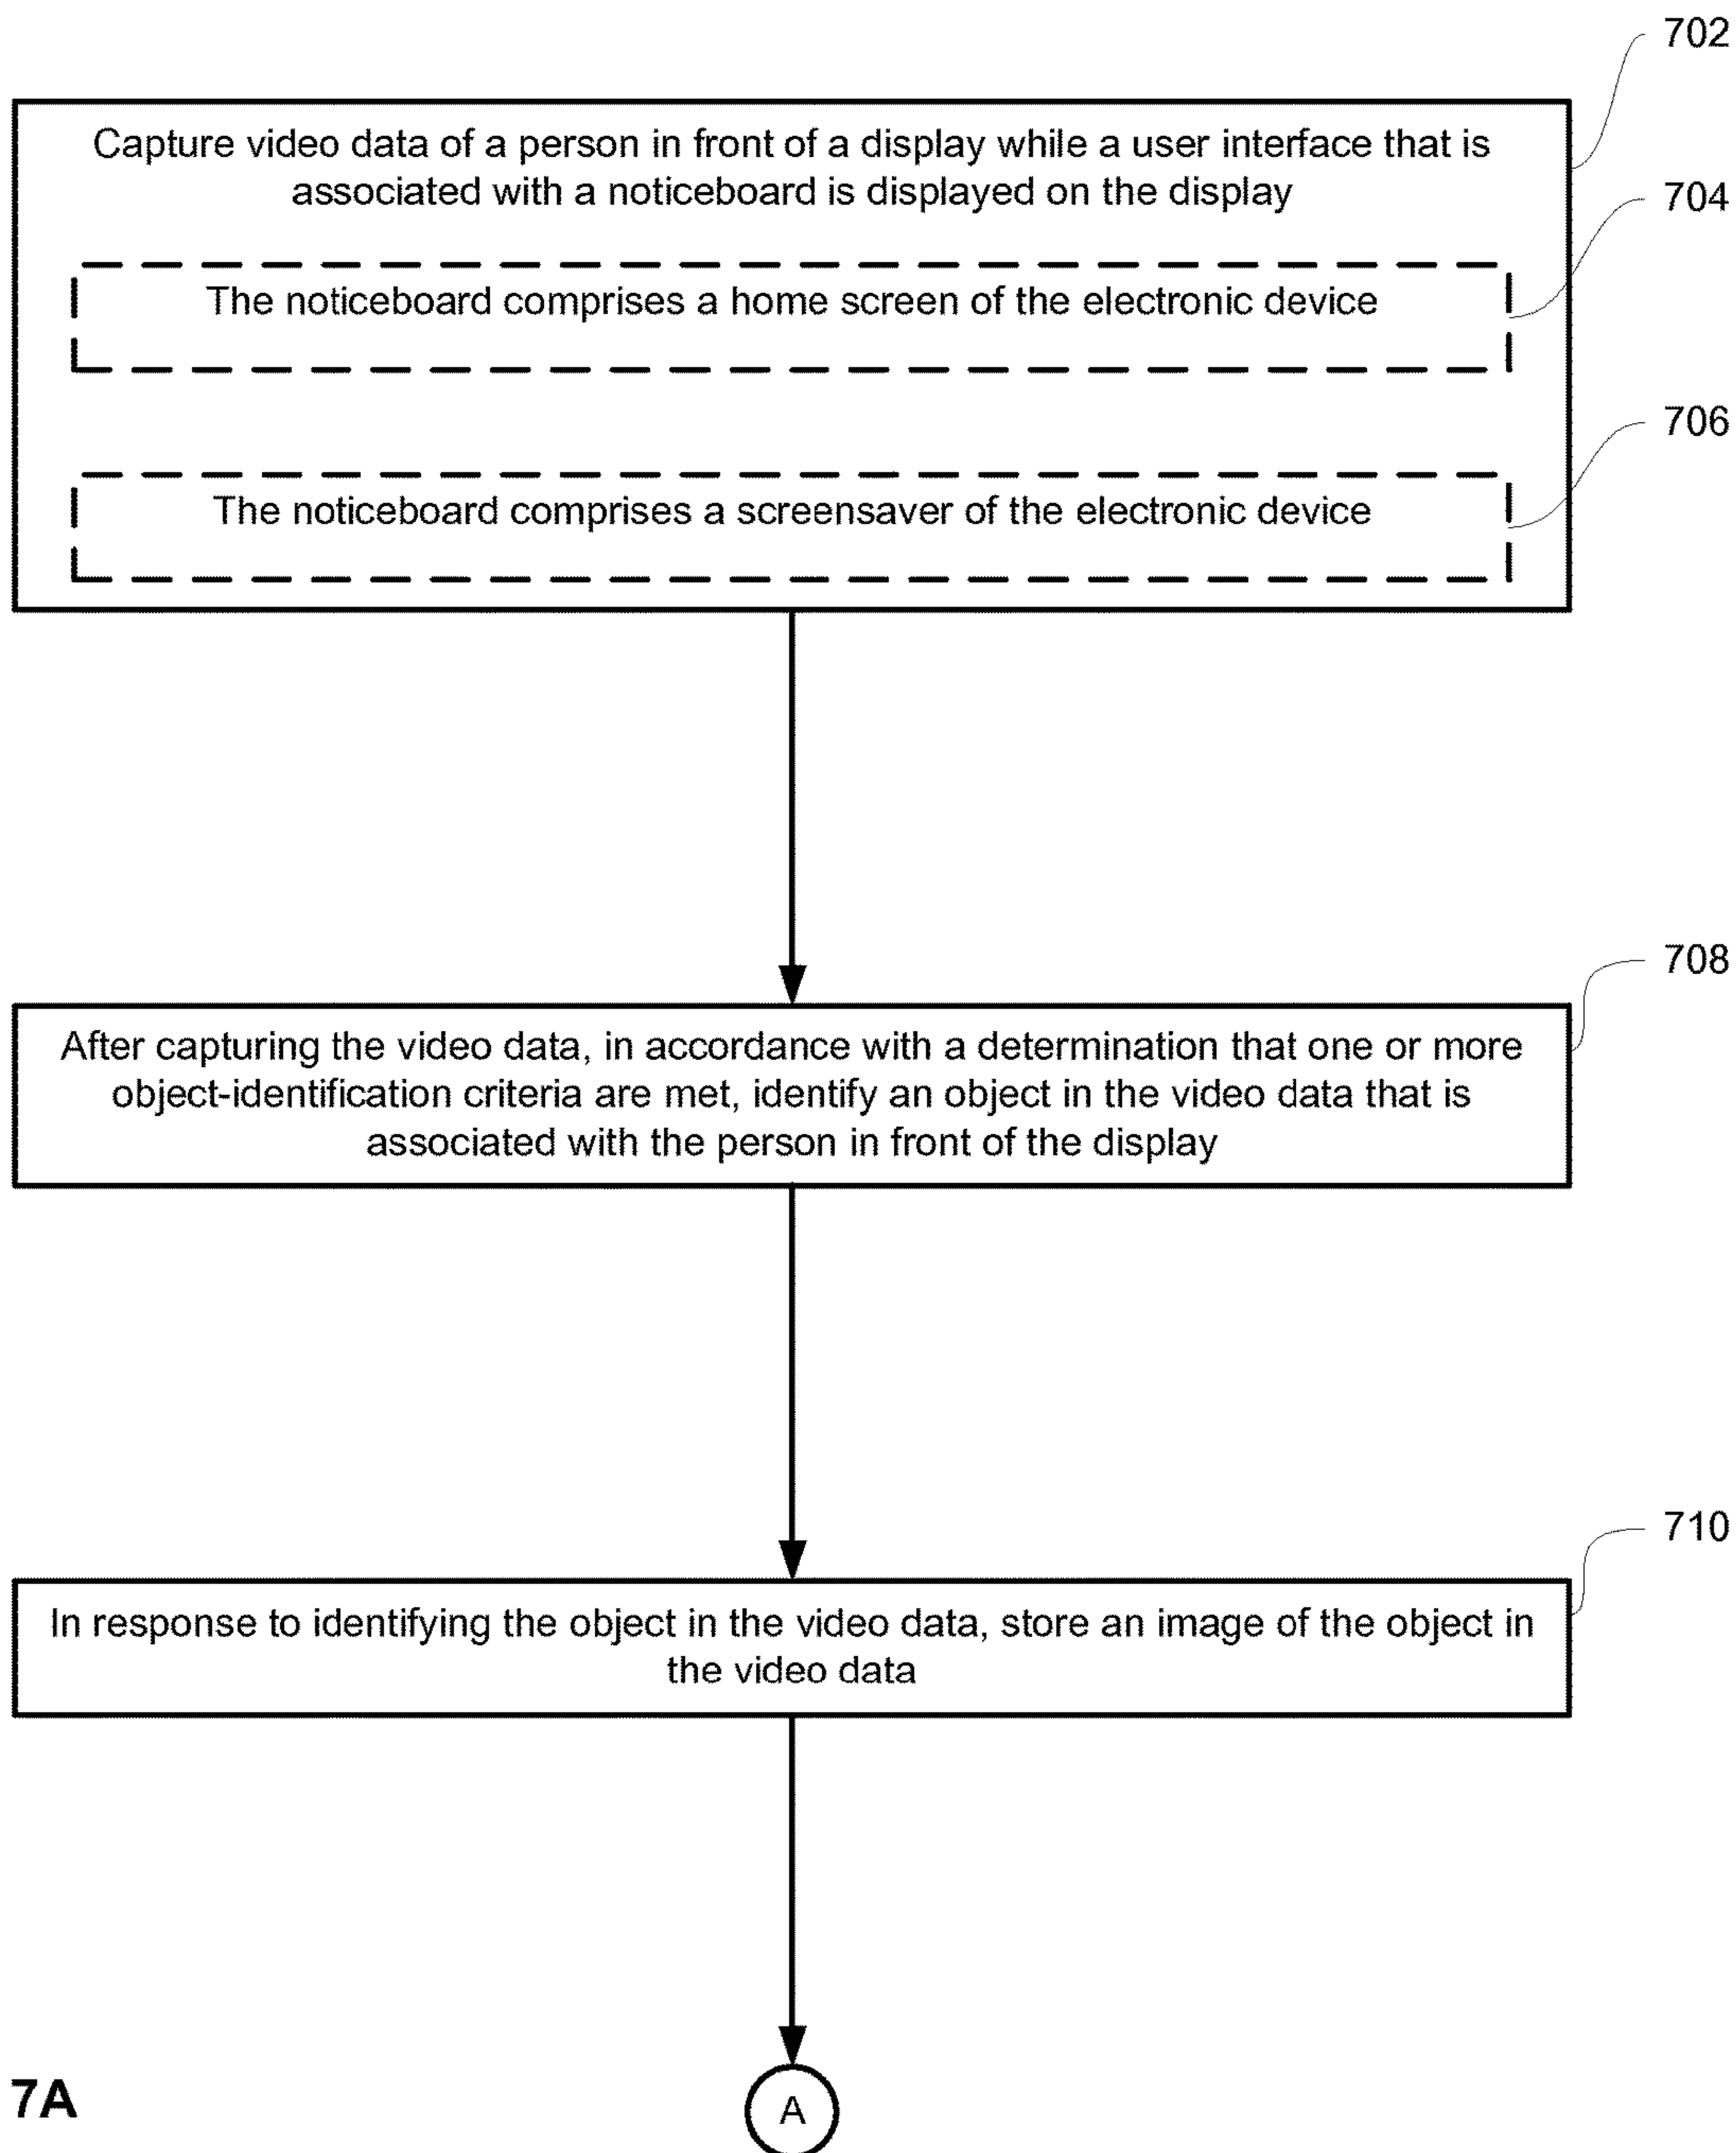 702
Capture video data of a person in front of a display while a user interface that is
associated with a noticeboard is displayed on the display
704
The noticeboard comprises a home screen of the electronic device
706
The noticeboard comprises a screensaver of the electronic device
708
After capturing the video data, in accordance with a determination that one or more
object-identification criteria are met, identify an object in the video data that is
associated with the person in front of the display
710
In response to identifying the object in the video data, store an image of the object in
the video data
7A
A